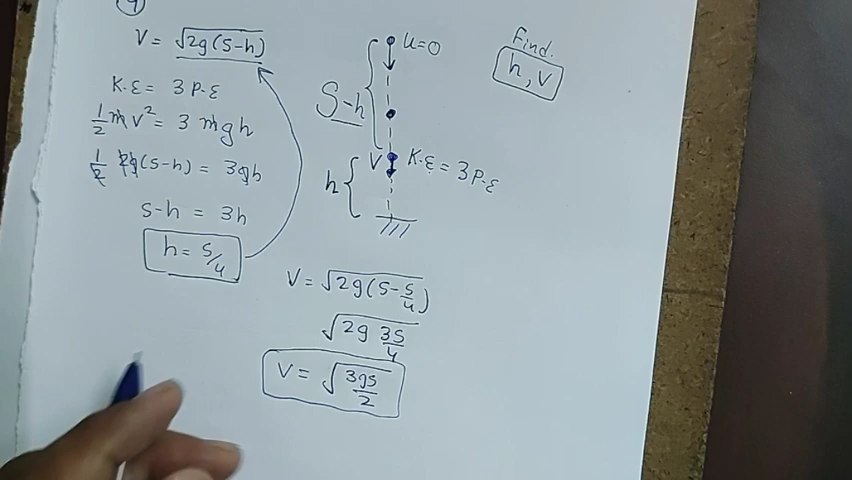 4
V = √2g(S-h)
K.E = 3 P.E
1/2 mv² = 3 mgh
1/2 2g(S-h) = 3gh
S-h = 3h
h = S/4
u=0
S-h
V K.E = 3 P.E
h
Find.
h, v
V = √2g(S-S/4)
√2g 3S/4
V = √3gS/2